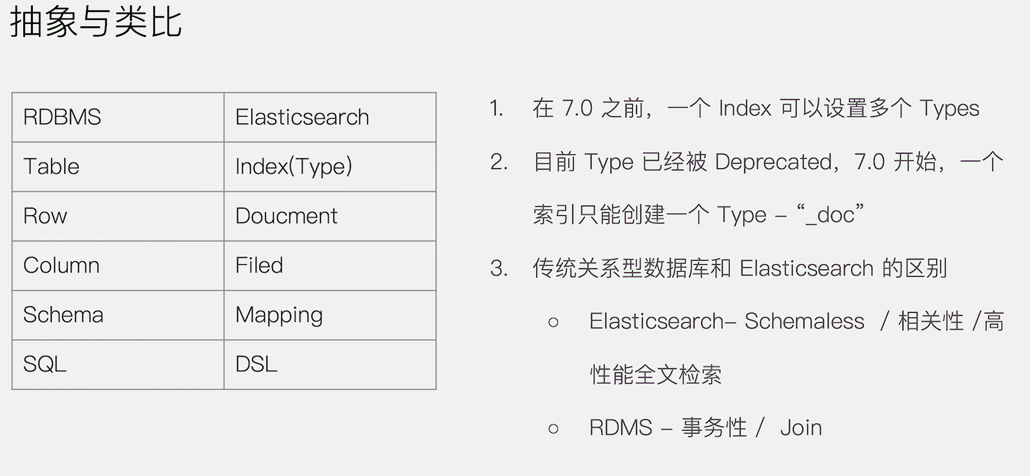 抽象与类比
RDBMS Elasticsearch
Table Index(Type)
Row Doucment
Column Filed
Schema Mapping
SQL DSL
1. 在 7.0 之前，一个 Index 可以设置多个 Types
2. 目前 Type 已经被 Deprecated，7.0 开始，一个
索引只能创建一个 Type - “_doc”
3. 传统关系型数据库和 Elasticsearch 的区别
○ Elasticsearch- Schemaless / 相关性 /高
性能全文检索
○ RDMS - 事务性 / Join